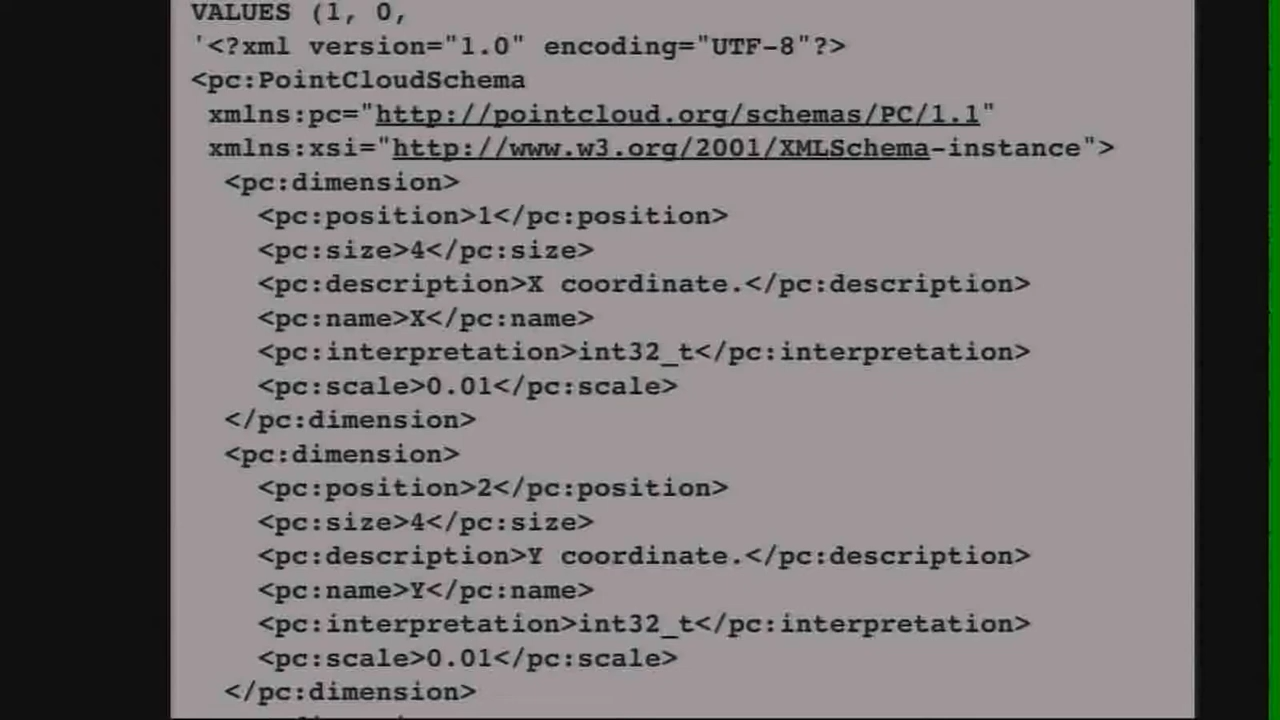 VALUES (1, 0,
'<?xml version="1.0" encoding="UTF-8"?>
<pc:PointCloudSchema
xmlns:pc="http://pointcloud.org/schemas/PC/1.1"
xmlns:xsi="http://www.w3.org/2001/XMLSchema-instance">
<pc:dimension>
<pc:position>1</pc:position>
<pc:size>4</pc:size>
<pc:description>X coordinate.</pc:description>
<pc:name>X</pc:name>
<pc:interpretation>int32_t</pc:interpretation>
<pc:scale>0.01</pc:scale>
</pc:dimension>
<pc:dimension>
<pc:position>2</pc:position>
<pc:size>4</pc:size>
<pc:description>Y coordinate.</pc:description>
<pc:name>Y</pc:name>
<pc:interpretation>int32_t</pc:interpretation>
<pc:scale>0.01</pc:scale>
</pc:dimension>